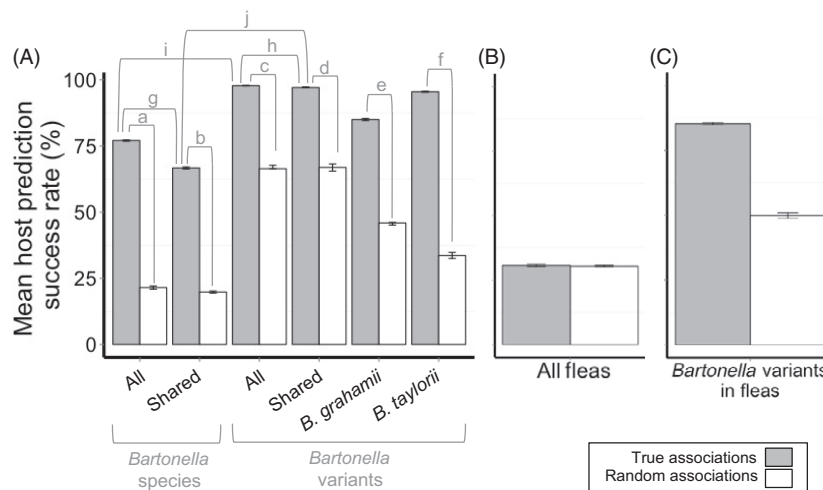 (A)
Mean host prediction
success rate (%)
100
75
50
25
0
a
b
c
d
e
f
g
h
i
j
All
Shared
All
Shared
B. grahamii
B. taylorii
Bartonella
species
Bartonella
variants
(B)
All fleas
(C)
Bartonella variants
in fleas
True associations
Random associations